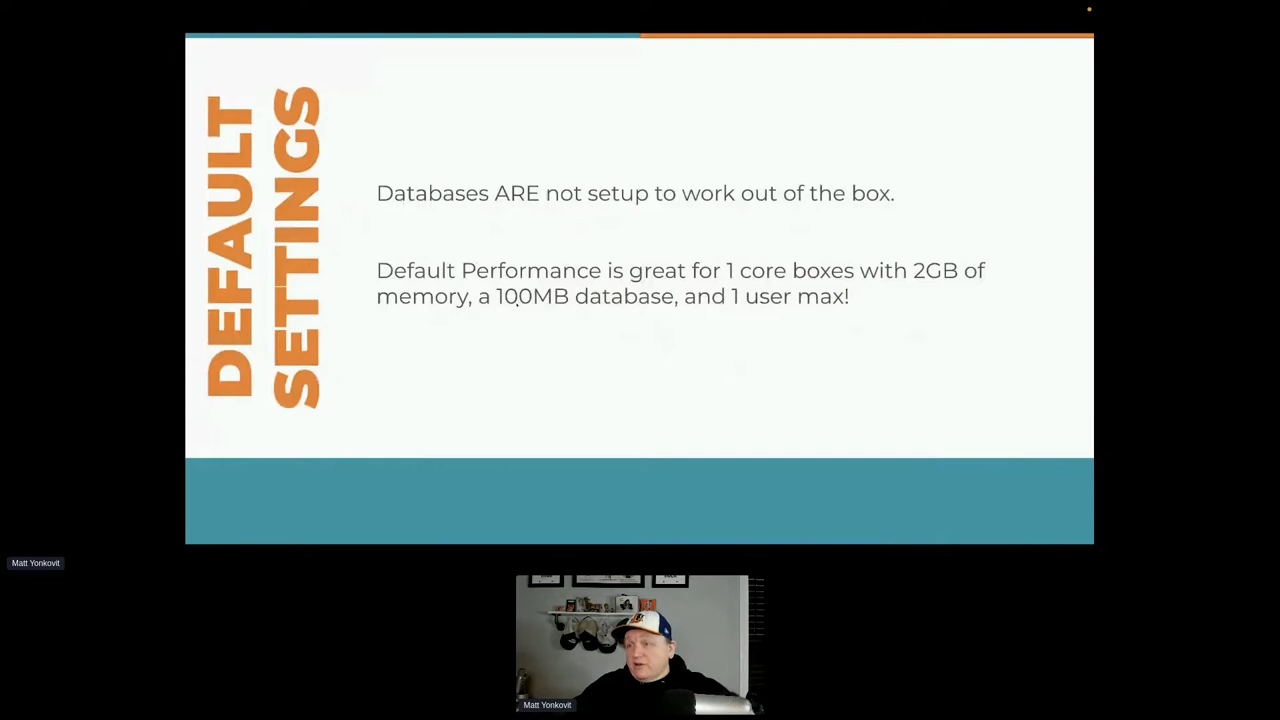 DEFAULT
SETTINGS
Databases ARE not setup to work out of the box.
Default Performance is great for 1 core boxes with 2GB of
memory, a 100MB database, and 1 user max!
Matt Yonkovit
Matt Yonkovit